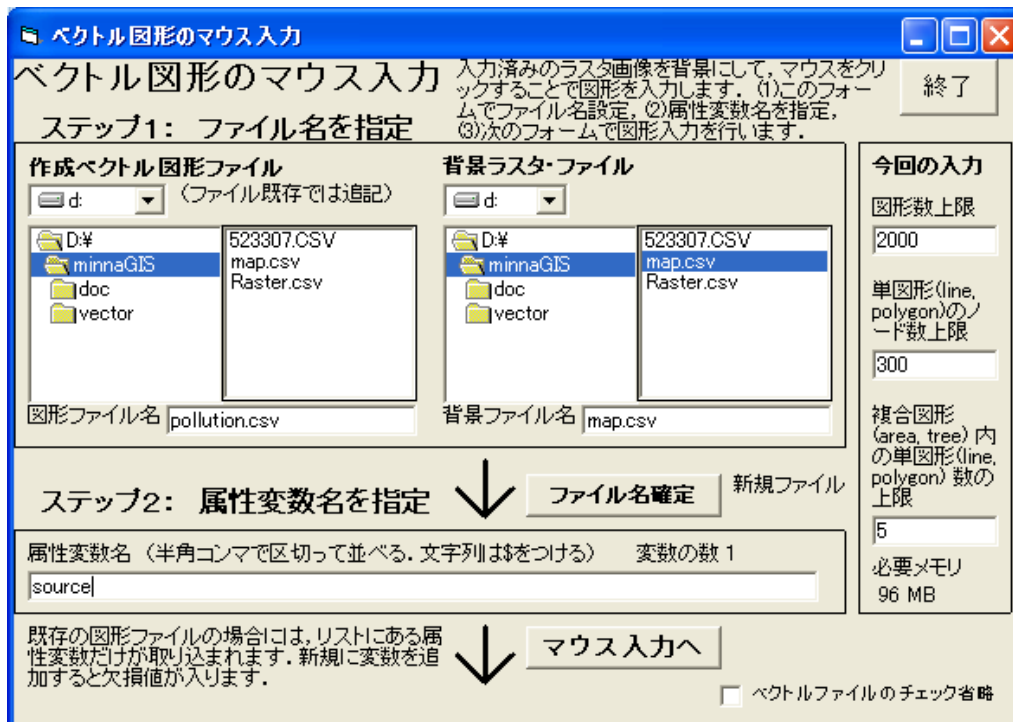 ベクトル図形のマウス入力
ベクトル図形のマウス入力
入力済みのラスタ画像を背景にして，マウスをクリ
ックすることで図形を入力します．(1)このフォー
ムでファイル名設定，(2)属性変数名を指定，
(3)次のフォームで図形入力を行います．
終了
ステップ1： ファイル名を指定
作成ベクトル図形ファイル
d:
（ファイル既存では追記）
D:¥
minnaGIS
doc
vector
523307.CSV
map.csv
Raster.csv
図形ファイル名
pollution.csv
背景ラスタ・ファイル
d:
D:¥
minnaGIS
doc
vector
523307.CSV
map.csv
Raster.csv
背景ファイル名
map.csv
今回の入力
図形数上限
2000
単図形(line,
polygon)のノ
ード数上限
300
複合図形
(area, tree) 内
の単図形(line,
polygon) 数の
上限
5
必要メモリ
96 MB
ステップ2： 属性変数名を指定
ファイル名確定
新規ファイル
属性変数名 （半角コンマで区切って並べる．文字列は$をつける）
変数の数 1
source
既存の図形ファイルの場合には，リストにある属
性変数だけが取り込まれます．新規に変数を追
加すると欠損値が入ります．
マウス入力へ
ベクトルファイルのチェック省略